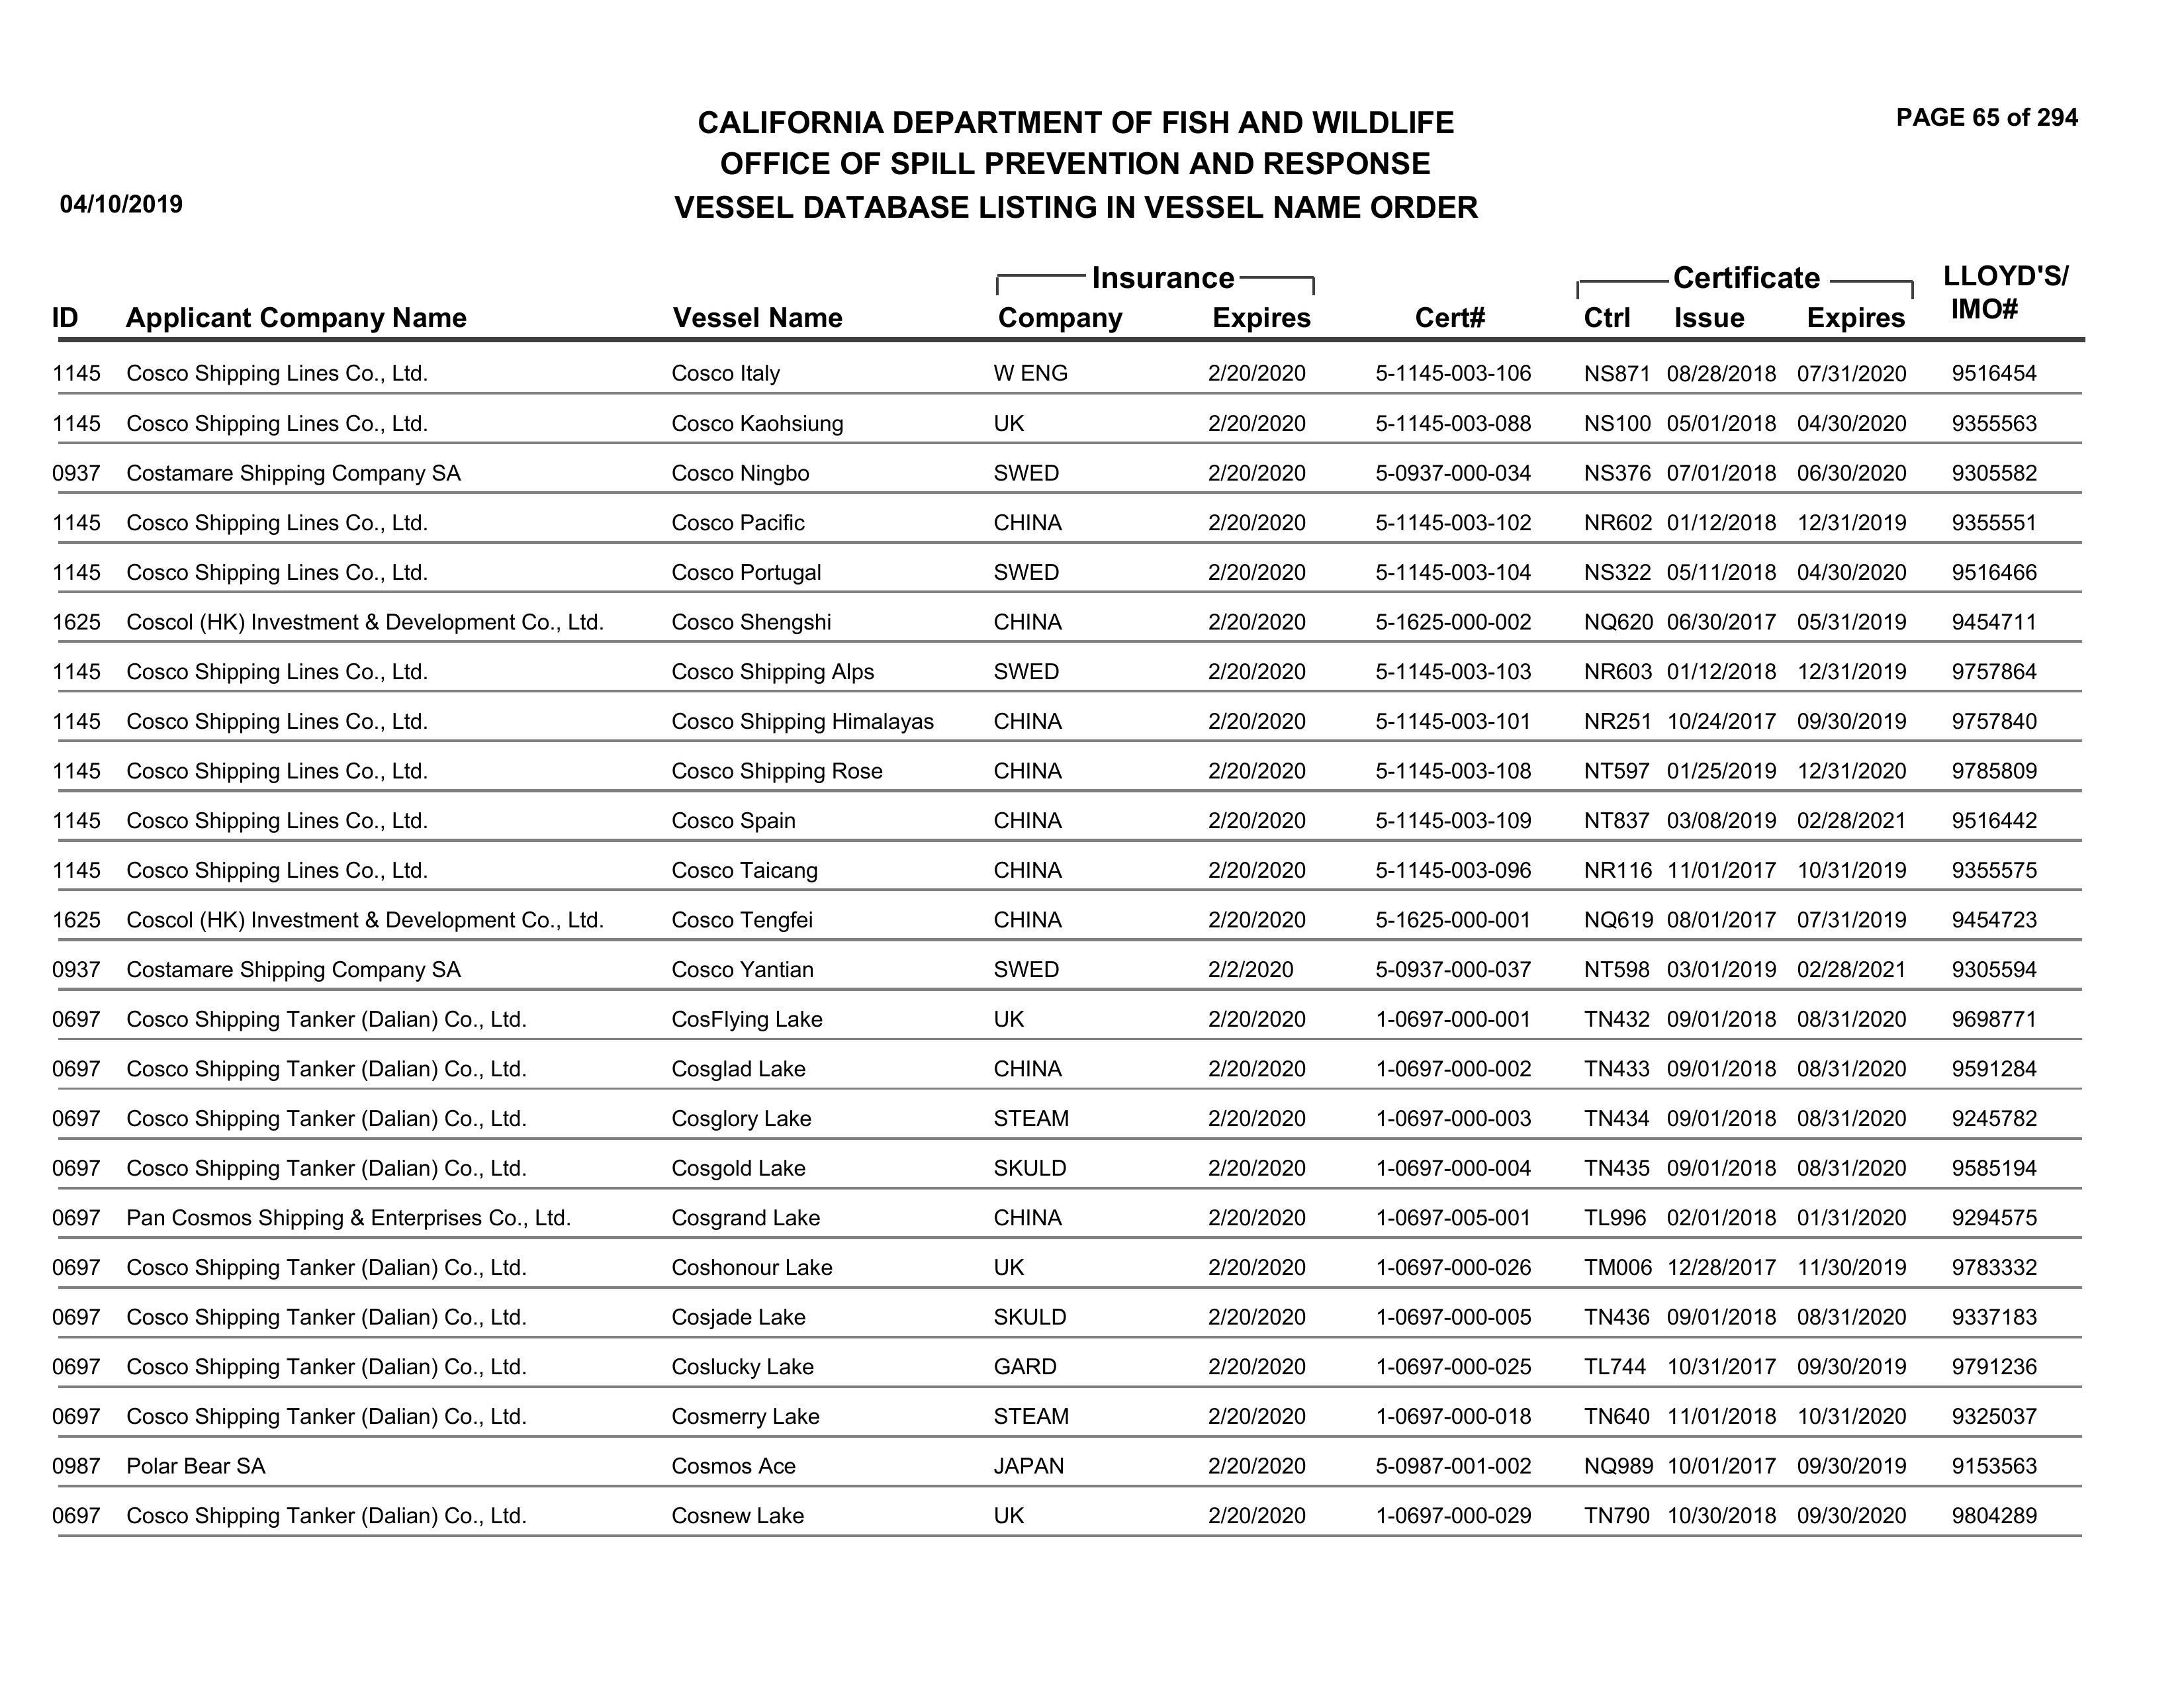 PAGE 65 of 294
CALIFORNIA DEPARTMENT OF FISH AND WILDLIFE
OFFICE OF SPILL PREVENTION AND RESPONSE
04/10/2019 VESSEL DATABASE LISTING IN VESSEL NAME ORDER
Insurance Certificate LLOYD'S/
ID Applicant Company Name Vessel Name Company Expires Cert# Ctrl Issue Expires IMO#
1145 Cosco Shipping Lines Co., Ltd. Cosco Italy W ENG 2/20/2020 5-1145-003-106 NS871 08/28/2018 07/31/2020 9516454
1145 Cosco Shipping Lines Co., Ltd. Cosco Kaohsiung UK 2/20/2020 5-1145-003-088 NS100 05/01/2018 04/30/2020 9355563
0937 Costamare Shipping Company SA Cosco Ningbo SWED 2/20/2020 5-0937-000-034 NS376 07/01/2018 06/30/2020 9305582
1145 Cosco Shipping Lines Co., Ltd. Cosco Pacific CHINA 2/20/2020 5-1145-003-102 NR602 01/12/2018 12/31/2019 9355551
1145 Cosco Shipping Lines Co., Ltd. Cosco Portugal SWED 2/20/2020 5-1145-003-104 NS322 05/11/2018 04/30/2020 9516466
1625 Coscol (HK) Investment & Development Co., Ltd. Cosco Shengshi CHINA 2/20/2020 5-1625-000-002 NQ620 06/30/2017 05/31/2019 9454711
1145 Cosco Shipping Lines Co., Ltd. Cosco Shipping Alps SWED 2/20/2020 5-1145-003-103 NR603 01/12/2018 12/31/2019 9757864
1145 Cosco Shipping Lines Co., Ltd. Cosco Shipping Himalayas CHINA 2/20/2020 5-1145-003-101 NR251 10/24/2017 09/30/2019 9757840
1145 Cosco Shipping Lines Co., Ltd. Cosco Shipping Rose CHINA 2/20/2020 5-1145-003-108 NT597 01/25/2019 12/31/2020 9785809
1145 Cosco Shipping Lines Co., Ltd. Cosco Spain CHINA 2/20/2020 5-1145-003-109 NT837 03/08/2019 02/28/2021 9516442
1145 Cosco Shipping Lines Co., Ltd. Cosco Taicang CHINA 2/20/2020 5-1145-003-096 NR116 11/01/2017 10/31/2019 9355575
1625 Coscol (HK) Investment & Development Co., Ltd. Cosco Tengfei CHINA 2/20/2020 5-1625-000-001 NQ619 08/01/2017 07/31/2019 9454723
0937 Costamare Shipping Company SA Cosco Yantian SWED 2/2/2020 5-0937-000-037 NT598 03/01/2019 02/28/2021 9305594
0697 Cosco Shipping Tanker (Dalian) Co., Ltd. CosFlying Lake UK 2/20/2020 1-0697-000-001 TN432 09/01/2018 08/31/2020 9698771
0697 Cosco Shipping Tanker (Dalian) Co., Ltd. Cosglad Lake CHINA 2/20/2020 1-0697-000-002 TN433 09/01/2018 08/31/2020 9591284
0697 Cosco Shipping Tanker (Dalian) Co., Ltd. Cosglory Lake STEAM 2/20/2020 1-0697-000-003 TN434 09/01/2018 08/31/2020 9245782
0697 Cosco Shipping Tanker (Dalian) Co., Ltd. Cosgold Lake SKULD 2/20/2020 1-0697-000-004 TN435 09/01/2018 08/31/2020 9585194
0697 Pan Cosmos Shipping & Enterprises Co., Ltd. Cosgrand Lake CHINA 2/20/2020 1-0697-005-001 TL996 02/01/2018 01/31/2020 9294575
0697 Cosco Shipping Tanker (Dalian) Co., Ltd. Coshonour Lake UK 2/20/2020 1-0697-000-026 TM006 12/28/2017 11/30/2019 9783332
0697 Cosco Shipping Tanker (Dalian) Co., Ltd. Cosjade Lake SKULD 2/20/2020 1-0697-000-005 TN436 09/01/2018 08/31/2020 9337183
0697 Cosco Shipping Tanker (Dalian) Co., Ltd. Coslucky Lake GARD 2/20/2020 1-0697-000-025 TL744 10/31/2017 09/30/2019 9791236
0697 Cosco Shipping Tanker (Dalian) Co., Ltd. Cosmerry Lake STEAM 2/20/2020 1-0697-000-018 TN640 11/01/2018 10/31/2020 9325037
0987 Polar Bear SA Cosmos Ace JAPAN 2/20/2020 5-0987-001-002 NQ989 10/01/2017 09/30/2019 9153563
0697 Cosco Shipping Tanker (Dalian) Co., Ltd. Cosnew Lake UK 2/20/2020 1-0697-000-029 TN790 10/30/2018 09/30/2020 9804289